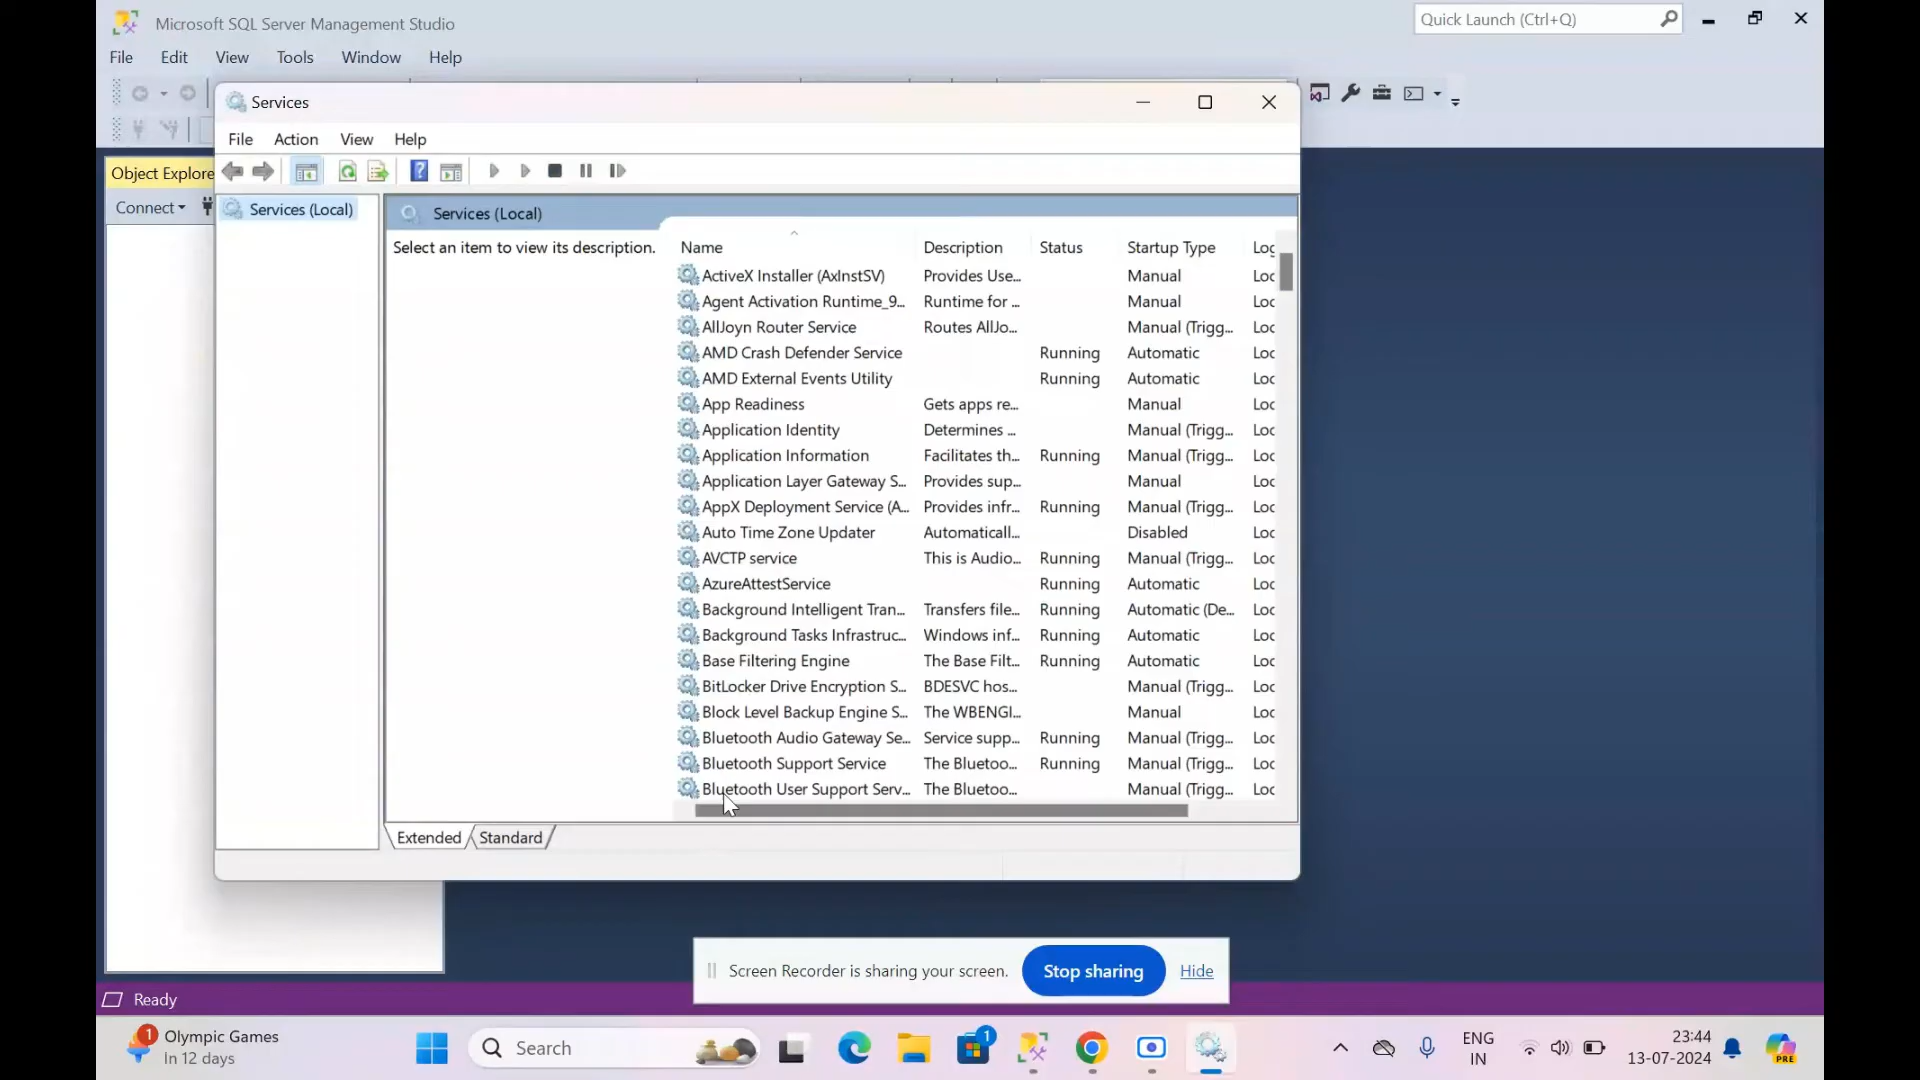 Microsoft SQL Server Management Studio
Quick Launch (Ctrl+Q)
File Edit View Tools Window Help
Services
File Action View Help
Object Explore
Connect
Services (Local)
Services (Local)
Select an item to view its description.
Name Description Status Startup Type Log
ActiveX Installer (AxInstSV) Provides Use... Manual Loc
Agent Activation Runtime_9... Runtime for ... Manual Loc
AllJoyn Router Service Routes AllJo... Manual (Trigg... Loc
AMD Crash Defender Service Running Automatic Loc
AMD External Events Utility Running Automatic Loc
App Readiness Gets apps re... Manual Loc
Application Identity Determines ... Manual (Trigg... Loc
Application Information Facilitates th... Running Manual (Trigg... Loc
Application Layer Gateway S... Provides sup... Manual Loc
AppX Deployment Service (A... Provides infr... Running Manual (Trigg... Loc
Auto Time Zone Updater Automaticall... Disabled Loc
AVCTP service This is Audio... Running Manual (Trigg... Loc
AzureAttestService Running Automatic Loc
Background Intelligent Tran... Transfers file... Running Automatic (De... Loc
Background Tasks Infrastruc... Windows inf... Running Automatic Loc
Base Filtering Engine The Base Filt... Running Automatic Loc
BitLocker Drive Encryption S... BDESVC hos... Manual (Trigg... Loc
Block Level Backup Engine S... The WBENGI... Manual Loc
Bluetooth Audio Gateway Se... Service supp... Running Manual (Trigg... Loc
Bluetooth Support Service The Bluetoo... Running Manual (Trigg... Loc
Bluetooth User Support Serv... The Bluetoo... Manual (Trigg... Loc
Extended Standard
Screen Recorder is sharing your screen. Stop sharing Hide
Ready
1 Olympic Games
In 12 days
Search
1
ENG
IN
23:44
13-07-2024
PRE